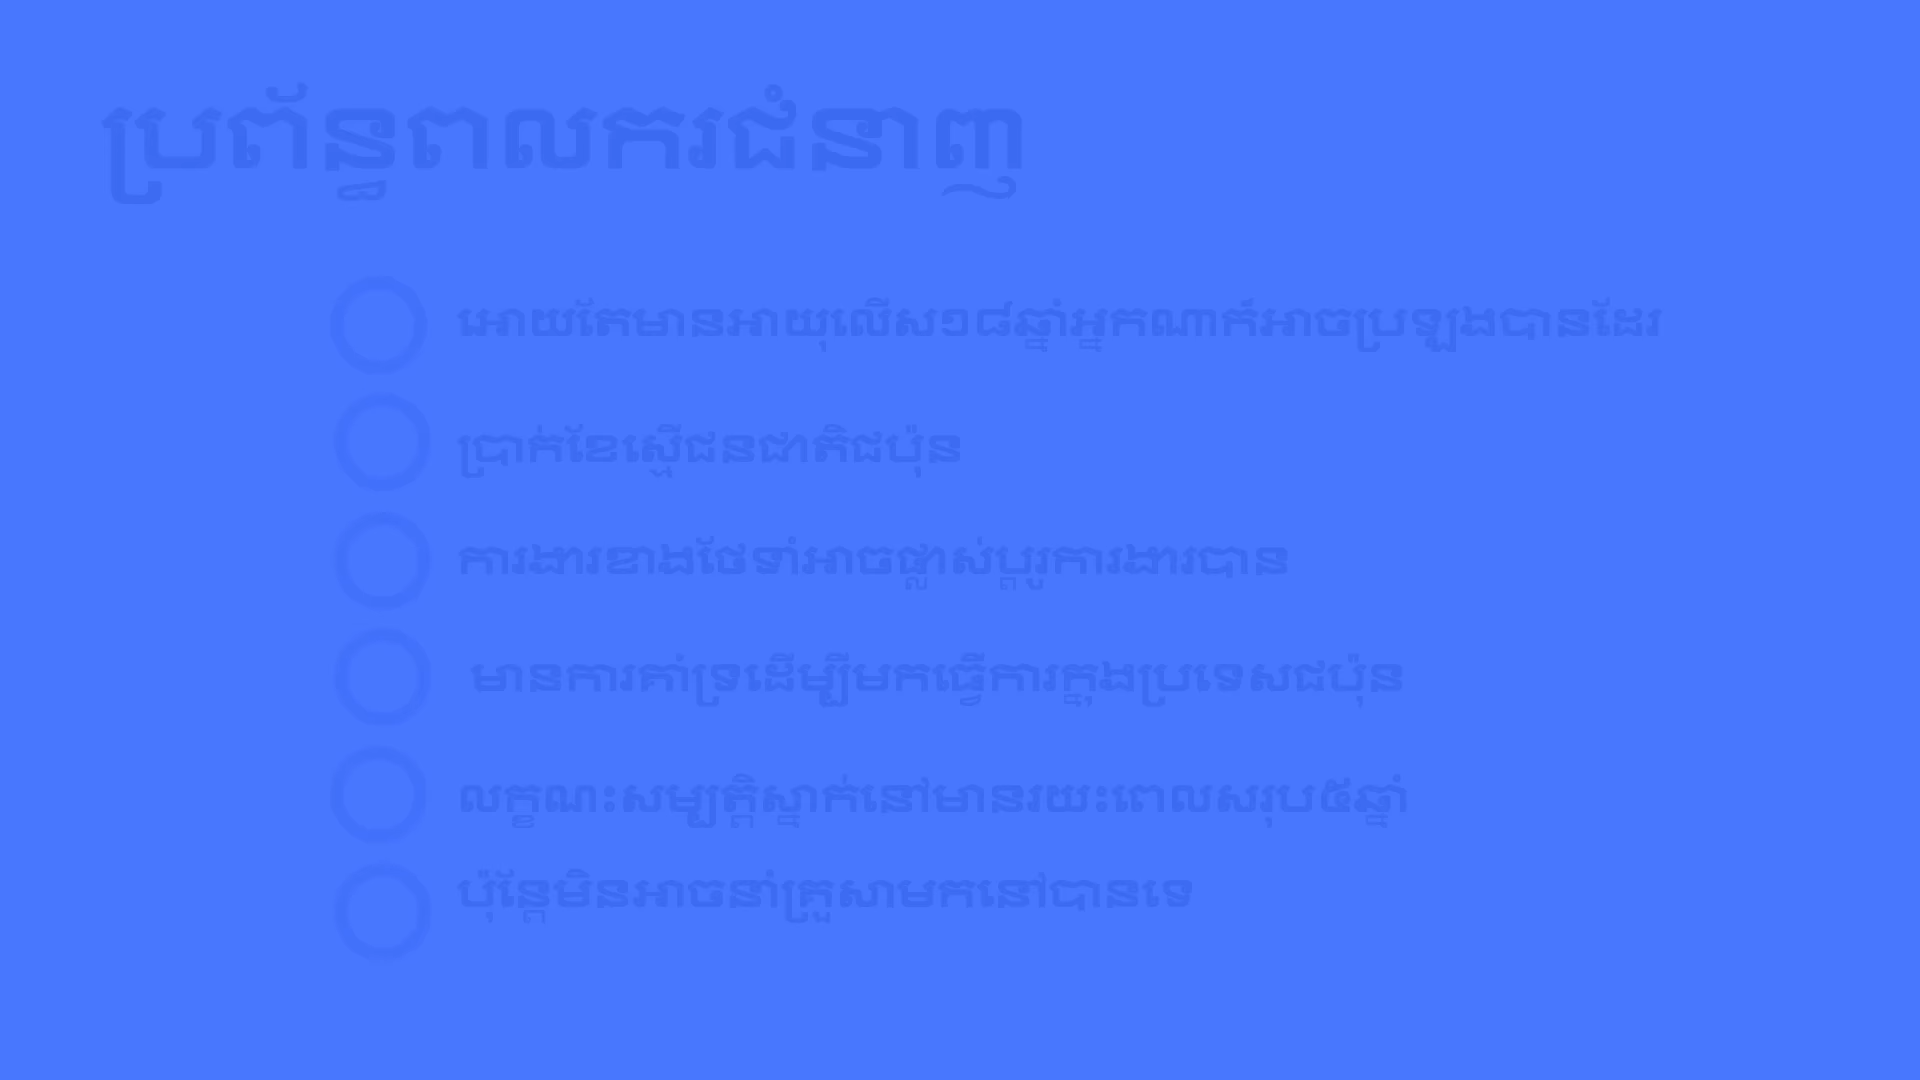 ប្រព័ន្ធពលករជំនាញ
អោយតែមានអាយុលើស១៨ឆ្នាំអ្នកណាក៏អាចប្រឡងបានដែរ
ប្រាក់ខែស្មើជនជាតិជប៉ុន
ការងារខាងថែទាំអាចផ្លាស់ប្តូរការងារបាន
មានការគាំទ្រដើម្បីមកធ្វើការក្នុងប្រទេសជប៉ុន
លក្ខណះសម្បត្តិស្នាក់នៅមានរយះពេលសរុប៥ឆ្នាំ
ប៉ុន្តែមិនអាចនាំគ្រួសាមកនៅបានទេ